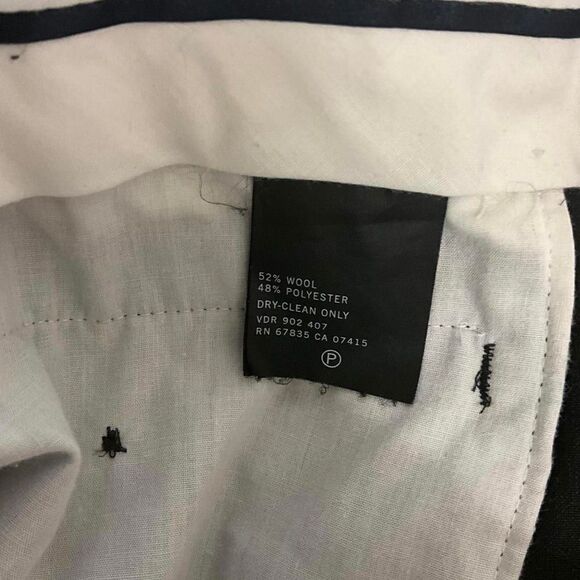 52% WOOL
48% POLYESTER
DRY-CLEAN ONLY
VDR 902 407
RN 67835 CA 07415
P